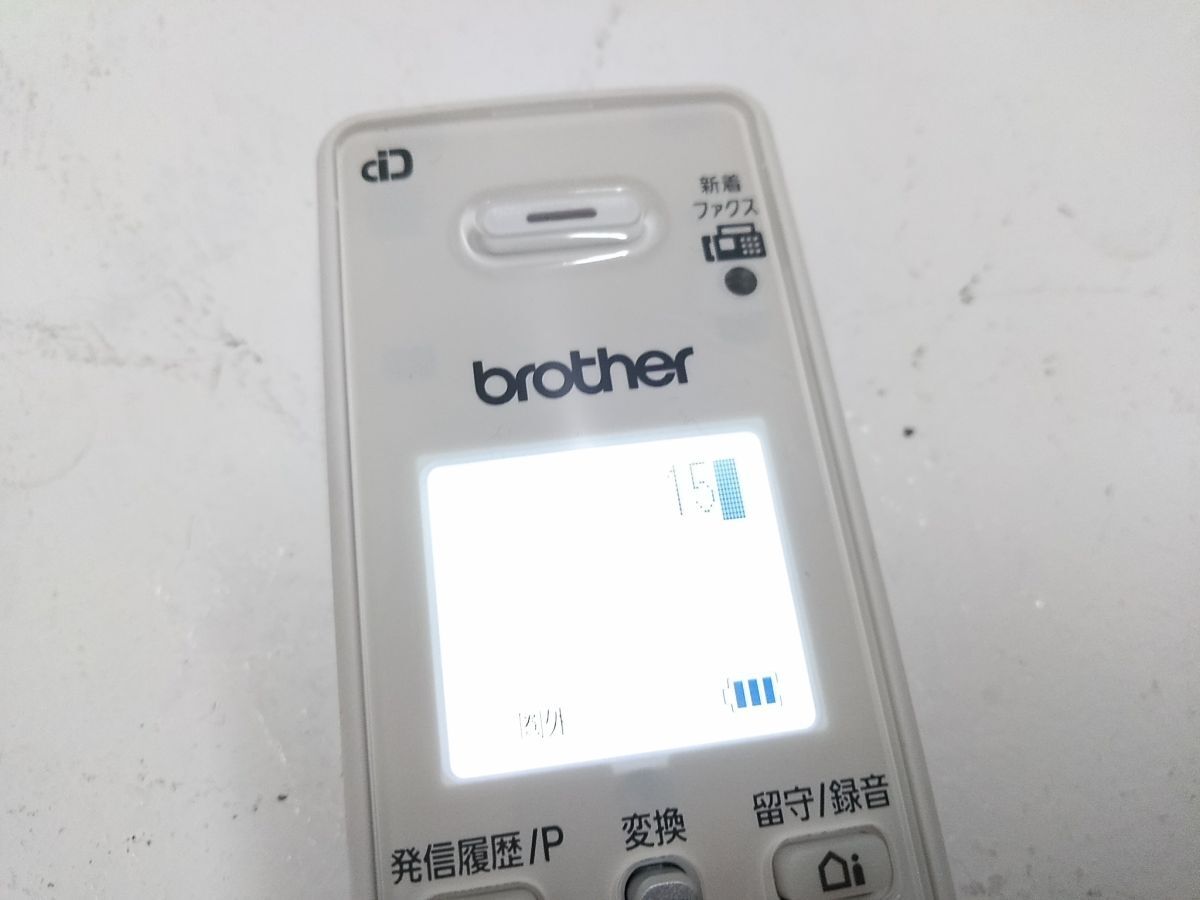 新着
ファクス
brother
15
圏外
発信履歴/P
変換
留守/録音